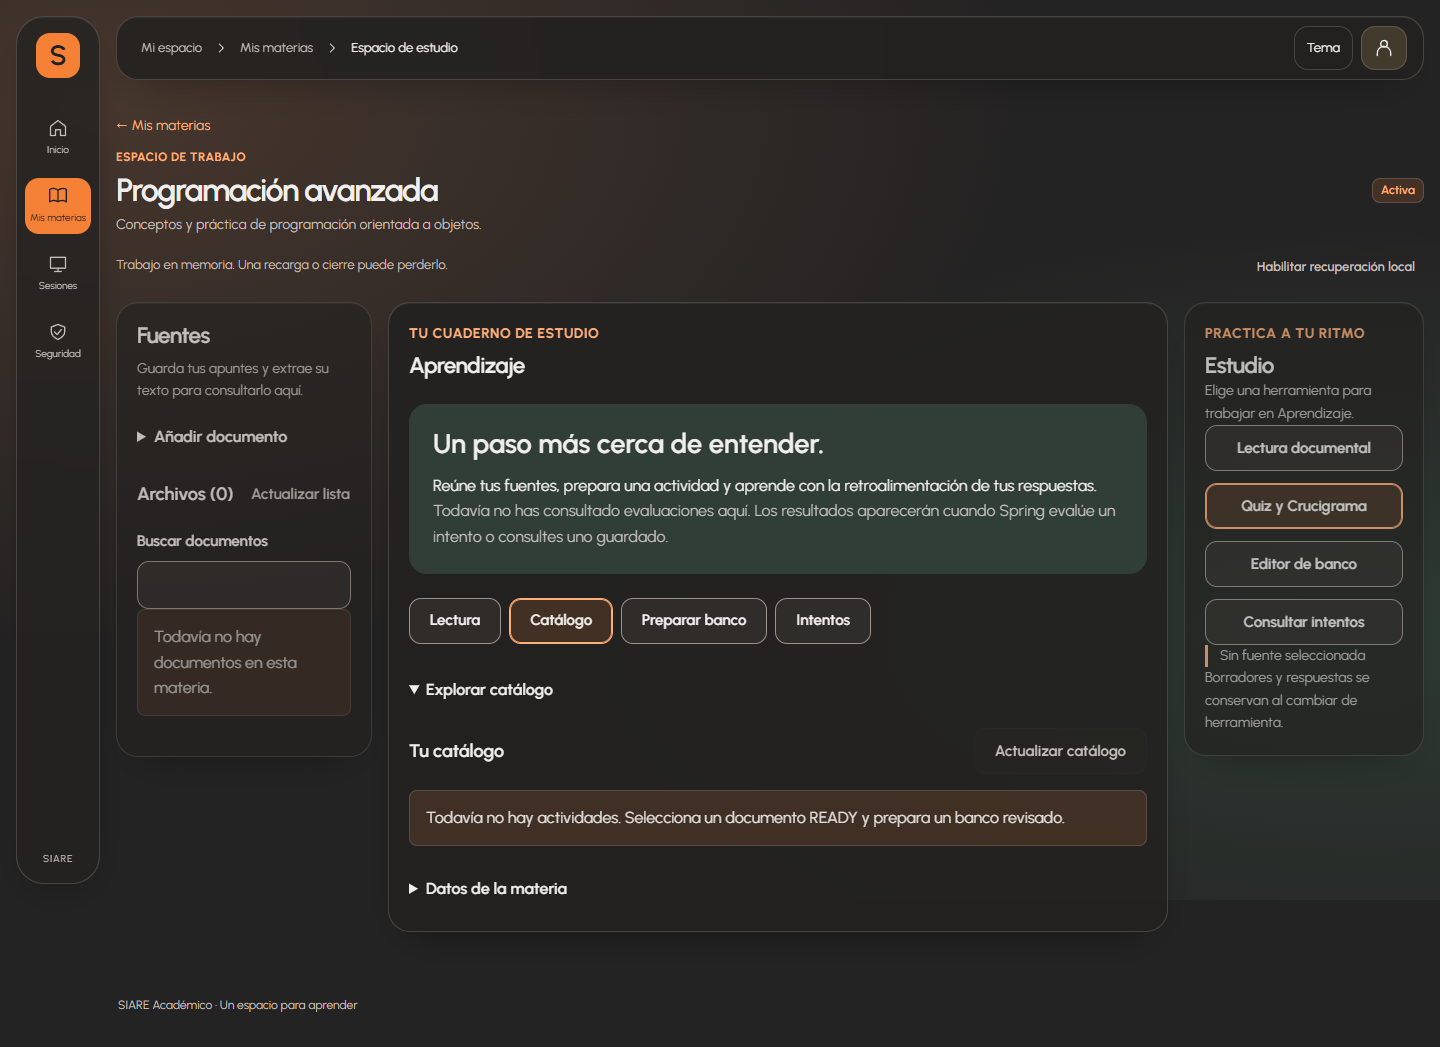 S
Inicio
Mis materias
Sesiones
Seguridad
SIARE
Mi espacio > Mis materias > Espacio de estudio
Tema
← Mis materias
ESPACIO DE TRABAJO
Programación avanzada
Activa
Conceptos y práctica de programación orientada a objetos.
Trabajo en memoria. Una recarga o cierre puede perderlo.
Habilitar recuperación local
Fuentes
Guarda tus apuntes y extrae su
texto para consultarlo aquí.
▶ Añadir documento
Archivos (0)
Actualizar lista
Buscar documentos
Todavía no hay
documentos en esta
materia.
TU CUADERNO DE ESTUDIO
Aprendizaje
Un paso más cerca de entender.
Reúne tus fuentes, prepara una actividad y aprende con la retroalimentación de tus respuestas.
Todavía no has consultado evaluaciones aquí. Los resultados aparecerán cuando Spring evalúe un
intento o consultes uno guardado.
Lectura
Catálogo
Preparar banco
Intentos
▼ Explorar catálogo
Tu catálogo
Actualizar catálogo
Todavía no hay actividades. Selecciona un documento READY y prepara un banco revisado.
▶ Datos de la materia
PRACTICA A TU RITMO
Estudio
Elige una herramienta para
trabajar en Aprendizaje.
Lectura documental
Quiz y Crucigrama
Editor de banco
Consultar intentos
Sin fuente seleccionada
Borradores y respuestas se
conservan al cambiar de
herramienta.
SIARE Académico · Un espacio para aprender